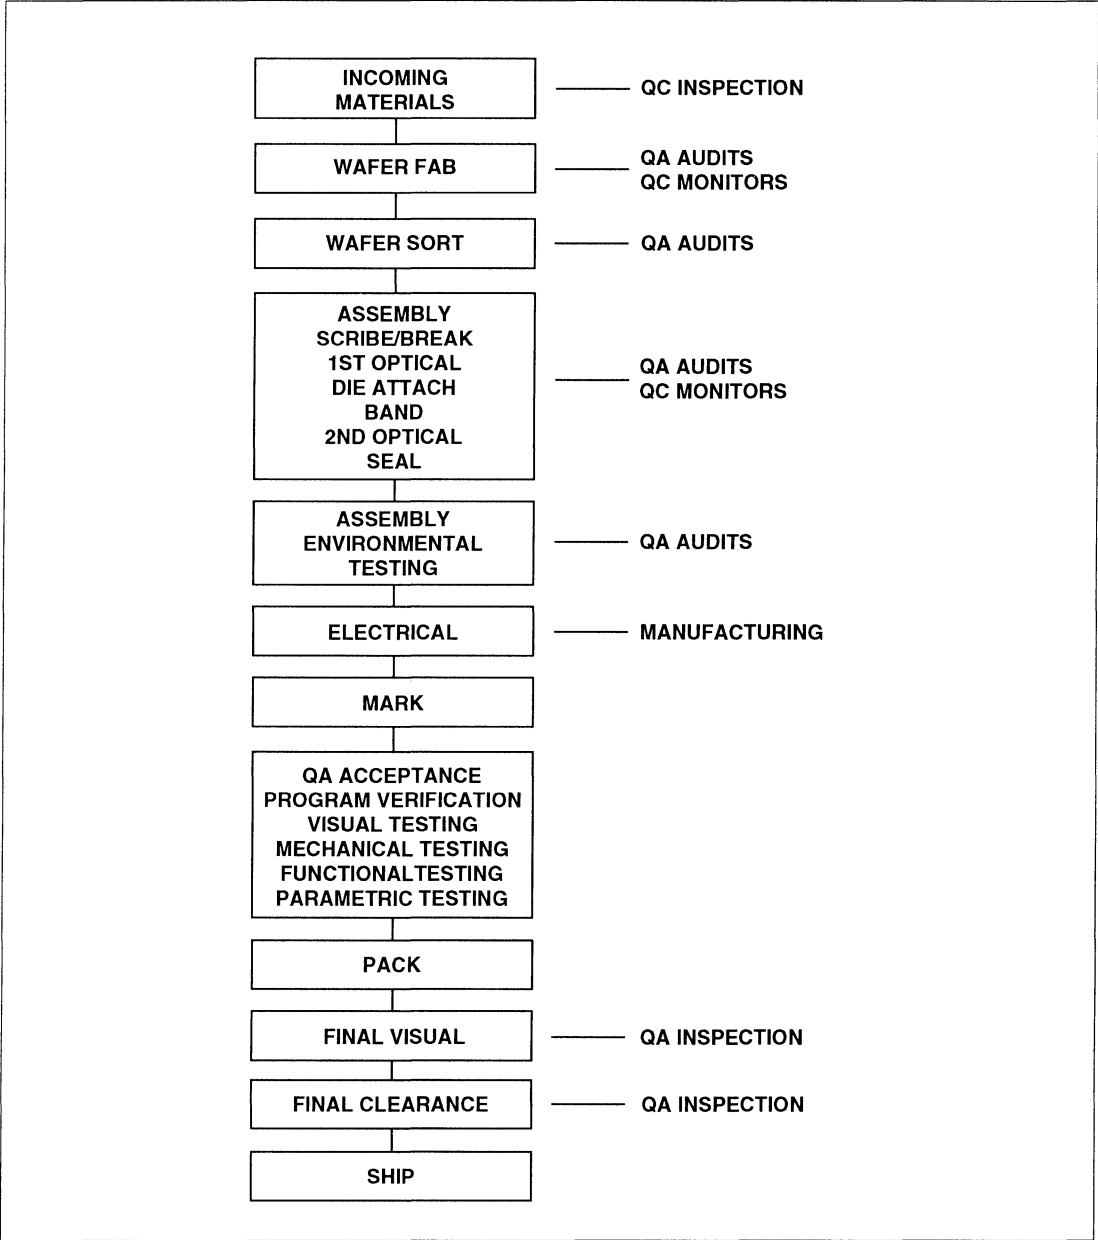 INCOMING
MATERIALS
QC INSPECTION
WAFER FAB
QA AUDITS
QC MONITORS
WAFER SORT
QA AUDITS
ASSEMBLY
SCRIBE/BREAK
1ST OPTICAL
DIE ATTACH
BAND
2ND OPTICAL
SEAL
QA AUDITS
QC MONITORS
ASSEMBLY
ENVIRONMENTAL
TESTING
QA AUDITS
ELECTRICAL
MANUFACTURING
MARK
QA ACCEPTANCE
PROGRAM VERIFICATION
VISUAL TESTING
MECHANICAL TESTING
FUNCTIONALTESTING
PARAMETRIC TESTING
PACK
FINAL VISUAL
QA INSPECTION
FINAL CLEARANCE
QA INSPECTION
SHIP